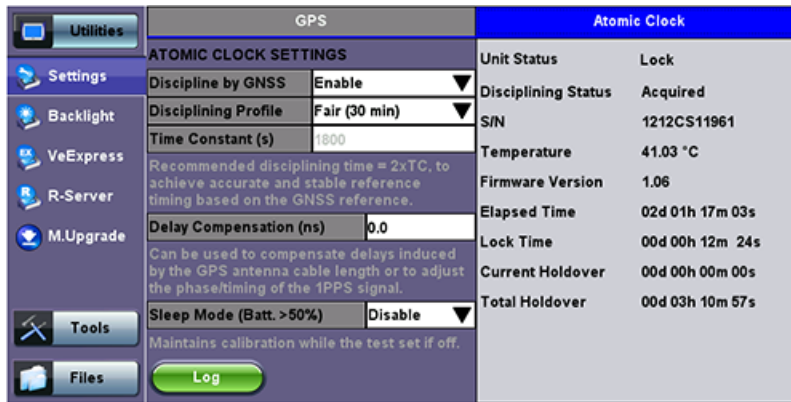 Utilities
Settings
Backlight
VeExpress
R-Server
M.Upgrade
Tools
Files
GPS
ATOMIC CLOCK SETTINGS
Discipline by GNSS Enable
Disciplining Profile Fair (30 min)
Time Constant (s) 1800
Recommended disciplining time = 2xTC, to
achieve accurate and stable reference
timing based on the GNSS reference.
Delay Compensation (ns) 0.0
Can be used to compensate delays induced
by the GPS antenna cable length or to adjust
the phase/timing of the 1PPS signal.
Sleep Mode (Batt. >50%) Disable
Maintains calibration while the test set if off.
Log
Atomic Clock
Unit Status Lock
Disciplining Status Acquired
S/N 1212CS11961
Temperature 41.03 °C
Firmware Version 1.06
Elapsed Time 02d 01h 17m 03s
Lock Time 00d 00h 12m 24s
Current Holdover 00d 00h 00m 00s
Total Holdover 00d 03h 10m 57s